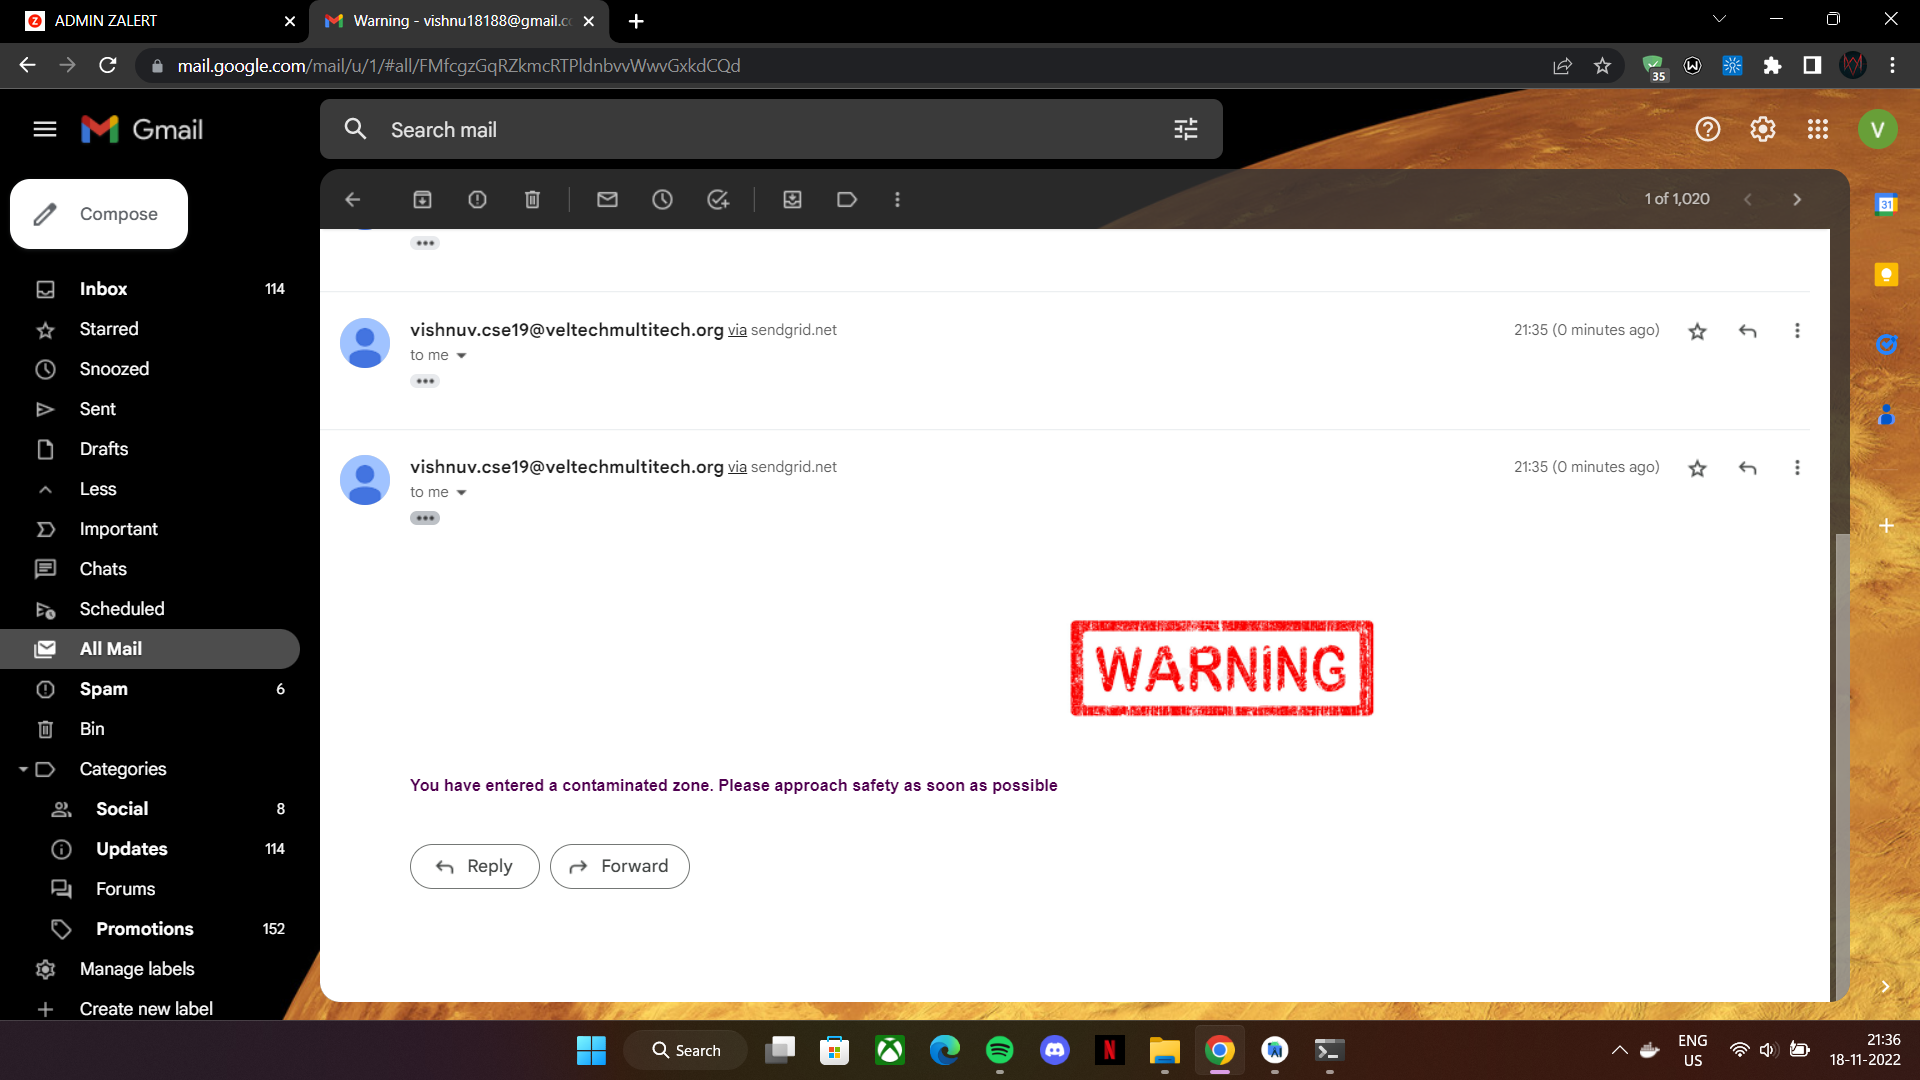 ADMIN ZALERT
Warning - vishnu18188@gmail.c
mail.google.com/mail/u/1/#all/FMfcgzGqRZkmcRTPldnbvvWwvGxkdCQd
35
Gmail
Search mail
V
Compose
1 of 1,020
31
Inbox 114
Starred
Snoozed
Sent
Drafts
Less
Important
Chats
Scheduled
All Mail
Spam 6
Bin
Categories
Social 8
Updates 114
Forums
Promotions 152
Manage labels
Create new label
vishnuv.cse19@veltechmultitech.org via sendgrid.net
21:35 (0 minutes ago)
to me
vishnuv.cse19@veltechmultitech.org via sendgrid.net
21:35 (0 minutes ago)
to me
WARNING
You have entered a contaminated zone. Please approach safety as soon as possible
Reply
Forward
Search
ENG
US
21:36
18-11-2022